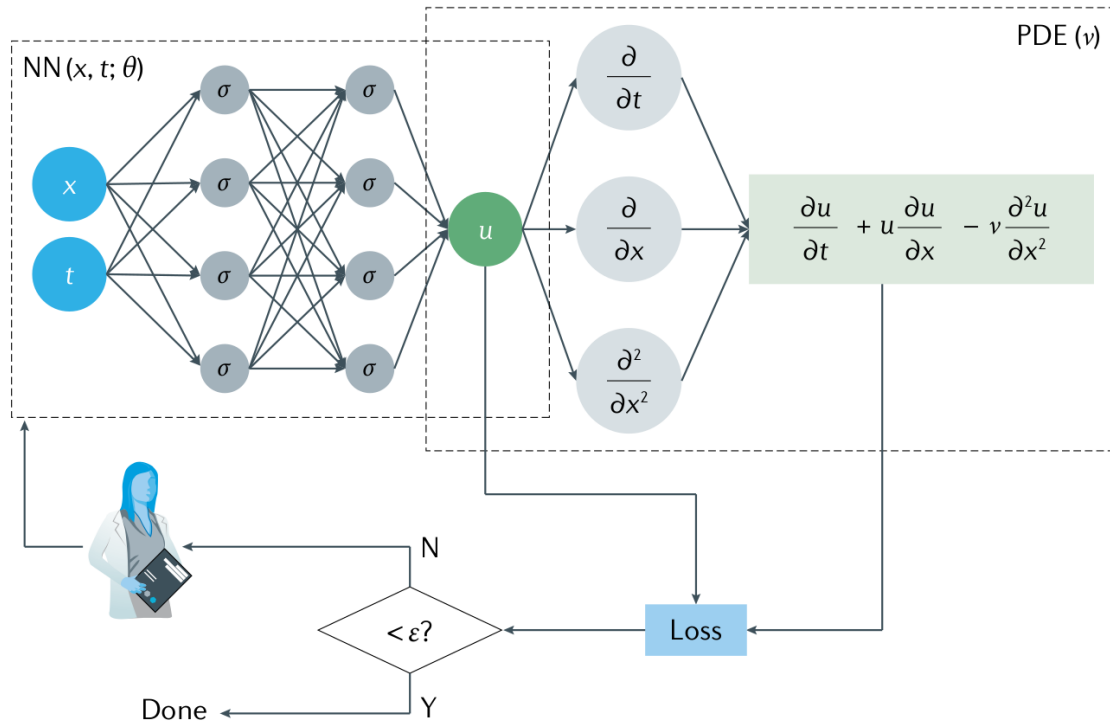 PDE (ν)
NN (x, t; θ)
σ
σ
∂/∂t
σ
σ
x
u
∂/∂x
∂u/∂t + u ∂u/∂x − ν ∂²u/∂x²
t
σ
σ
σ
σ
∂²/∂x²
N
< ε?
Loss
Y
Done